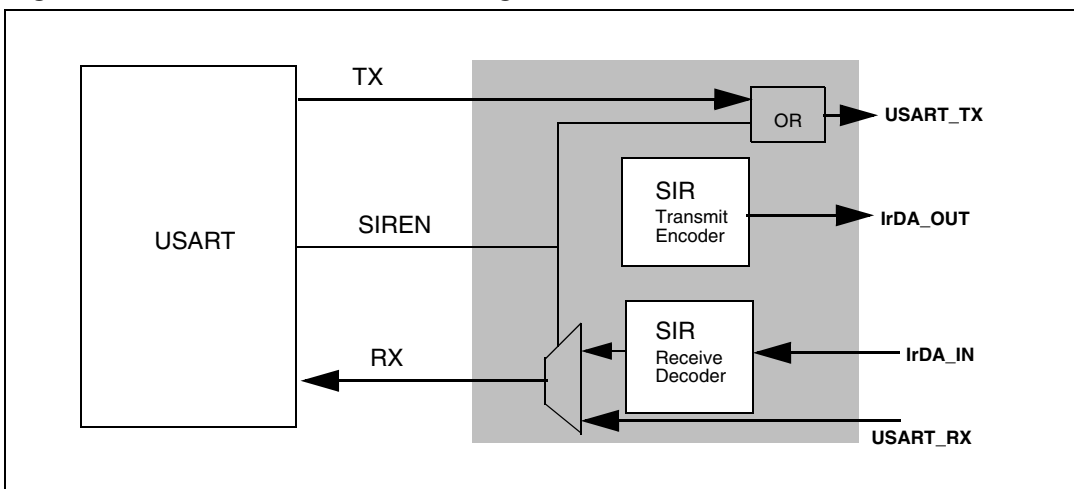 TX
OR
USART_TX
SIR
Transmit
Encoder
IrDA_OUT
USART
SIREN
SIR
Receive
Decoder
IrDA_IN
RX
USART_RX